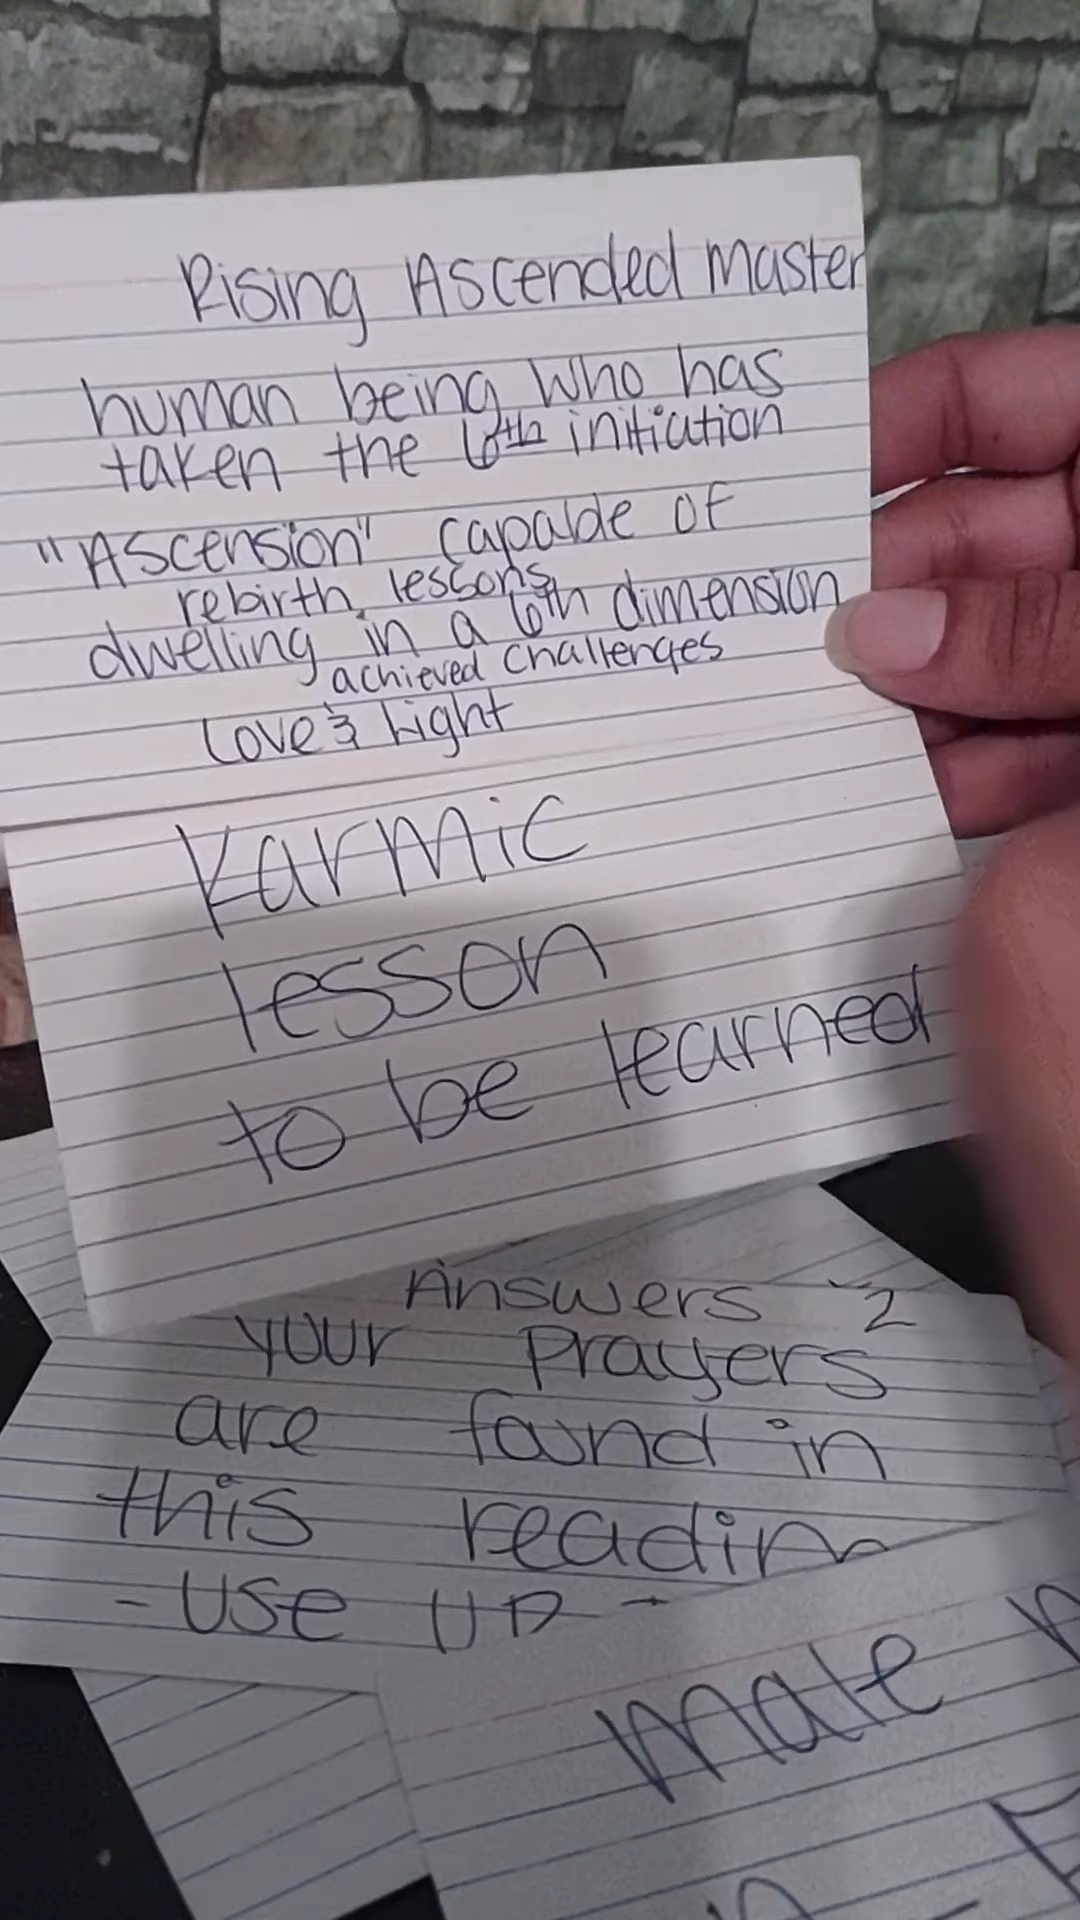 Rising Ascended Master
human being who has
taken the 6th initiation
"Ascension" capable of
rebirth, lessons,
dwelling in a 6th dimension
achieved challenges
Love & Light
Karmic
lesson
to be learned
Answers 2
your prayers
are found in
this readin
- use up -
male